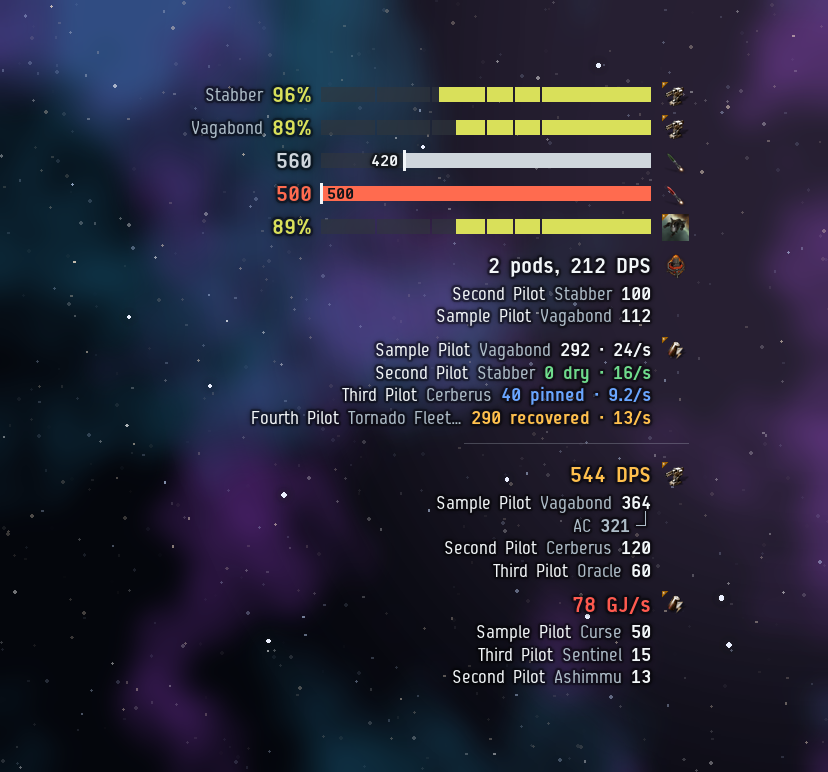 Stabber 96%
Vagabond 89%
560 420
500 500
89%
2 pods, 212 DPS
Second Pilot Stabber 100
Sample Pilot Vagabond 112
Sample Pilot Vagabond 292 · 24/s
Second Pilot Stabber 0 dry · 16/s
Third Pilot Cerberus 40 pinned · 9.2/s
Fourth Pilot Tornado Fleet… 290 recovered · 13/s
544 DPS
Sample Pilot Vagabond 364
AC 321
Second Pilot Cerberus 120
Third Pilot Oracle 60
78 GJ/s
Sample Pilot Curse 50
Third Pilot Sentinel 15
Second Pilot Ashimmu 13